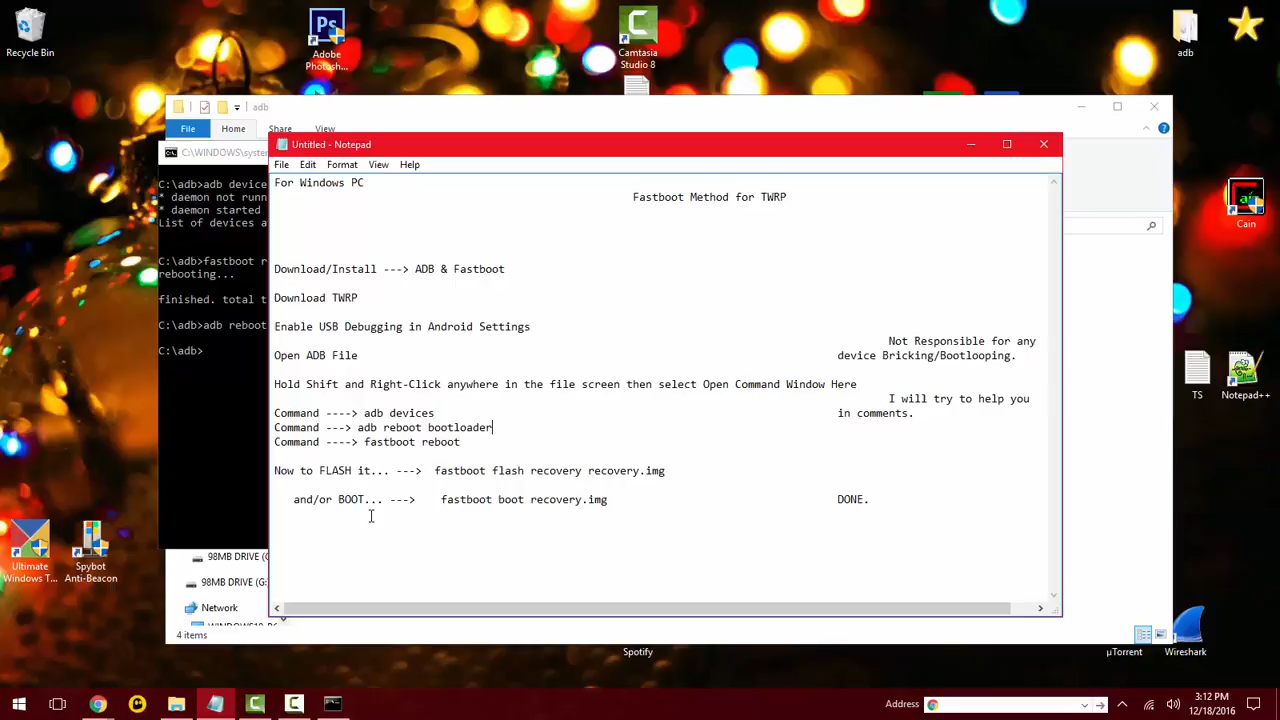 Recycle Bin
Adobe
Photosh...
Camtasia
Studio 8
adb
adb
File
Home
Share
View
C:\WINDOWS\system
Untitled - Notepad
File
Edit
Format
View
Help
C:\adb>adb device
* daemon not runn
* daemon started
List of devices a
C:\adb>fastboot r
rebooting...
finished. total t
C:\adb>adb reboot
C:\adb>
For Windows PC
Fastboot Method for TWRP
Download/Install ---> ADB & Fastboot
Download TWRP
Enable USB Debugging in Android Settings
Not Responsible for any
Open ADB File
device Bricking/Bootlooping.
Hold Shift and Right-Click anywhere in the file screen then select Open Command Window Here
I will try to help you
Command ----> adb devices
in comments.
Command ---> adb reboot bootloader
Command ----> fastboot reboot
Now to FLASH it... ---> fastboot flash recovery recovery.img
and/or BOOT... ---> fastboot boot recovery.img
DONE.
Cain
TS
Notepad++
Ultimate
Windows T...
Spybot
Anti-Beacon
98MB DRIVE (
98MB DRIVE (G:
Network
4 items
Spotify
µTorrent
Wireshark
Address
3:12 PM
12/18/2016